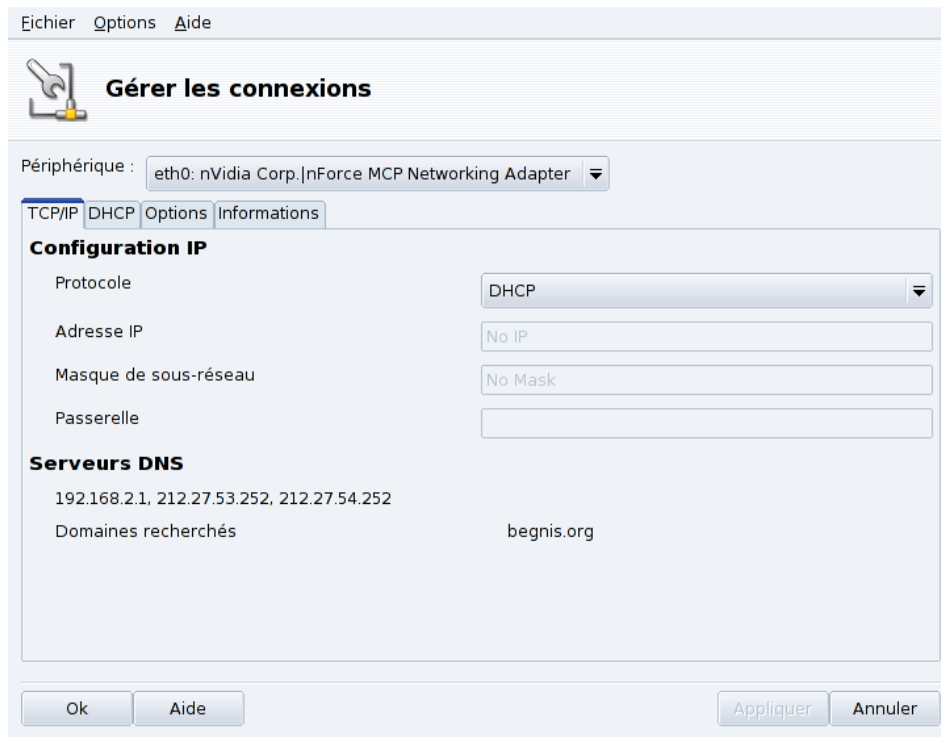 Fichier Options Aide
Gérer les connexions
Périphérique : eth0: nVidia Corp.|nForce MCP Networking Adapter
TCP/IP DHCP Options Informations
Configuration IP
Protocole DHCP
Adresse IP No IP
Masque de sous-réseau No Mask
Passerelle
Serveurs DNS
192.168.2.1, 212.27.53.252, 212.27.54.252
Domaines recherchés begnis.org
Ok Aide Appliquer Annuler